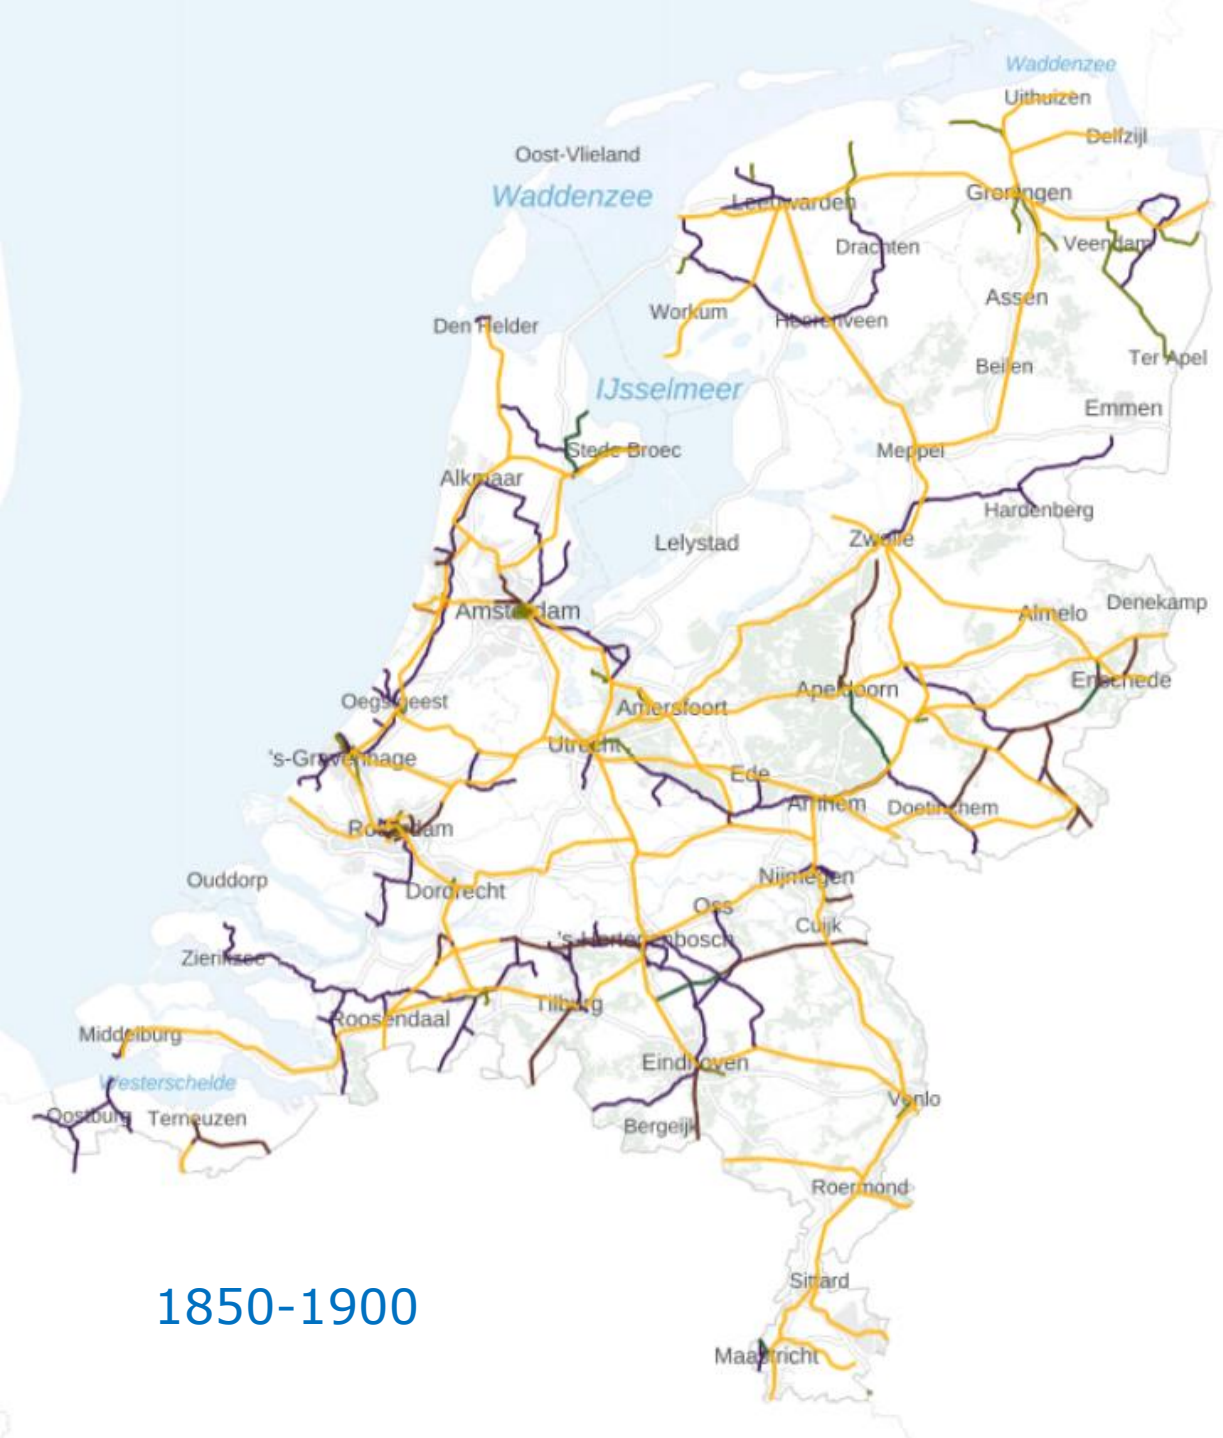 Waddenzee
Uithuizen
Delfzijl
Oost-Vlieland
Waddenzee
Groningen
Leeuwarden
Drachten
Veendam
Assen
Workum
Heerenveen
Den Helder
Ter Apel
Beilen
IJsselmeer
Emmen
Stede Broec
Meppel
Alkmaar
Hardenberg
Zwolle
Lelystad
Denekamp
Amsterdam
Almelo
Enschede
Apeldoorn
Oegstgeest
Amersfoort
Utrecht
's-Gravenhage
Ede
Arnhem
Doetinchem
Rotterdam
Nijmegen
Ouddorp
Dordrecht
Oss
Cuijk
's-Hertogenbosch
Zierikzee
Tilburg
Roosendaal
Middelburg
Eindhoven
Westerschelde
Venlo
Oostburg
Terneuzen
Bergeijk
Roermond
Sittard
1850-1900
Maastricht